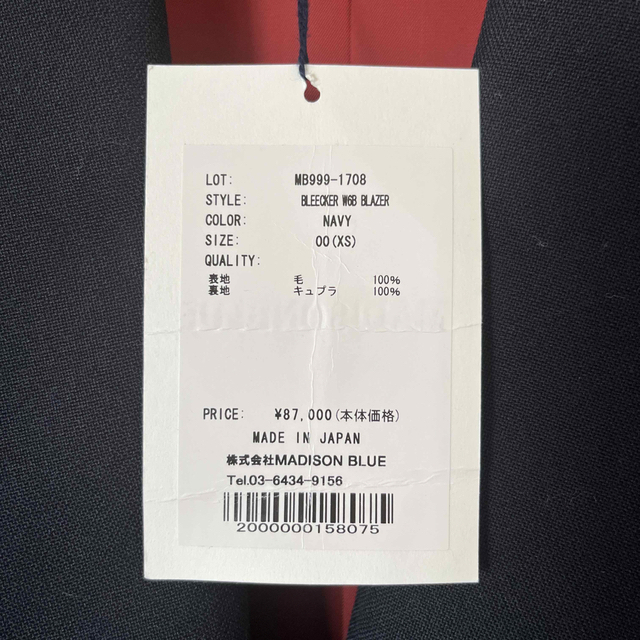 LOT: MB999-1708
STYLE: BLEECKER W6B BLAZER
COLOR: NAVY
SIZE: 00(XS)
QUALITY:
表地 毛 100%
裏地 キュプラ 100%
MADISONBLUE
PRICE: ¥87,000(本体価格)
MADE IN JAPAN
株式会社MADISON BLUE
Tel.03-6434-9156
2000000158075